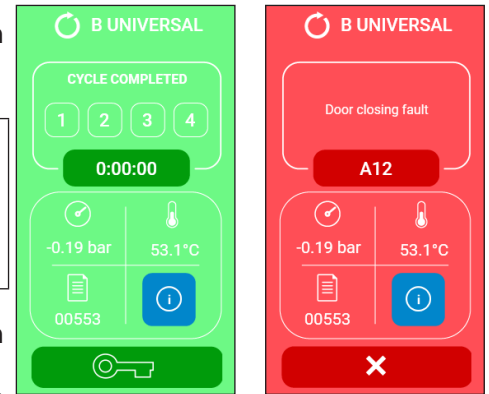 B UNIVERSAL
CYCLE COMPLETED
1 2 3 4
0:00:00
-0.19 bar
53.1°C
00553
i
B UNIVERSAL
Door closing fault
A12
-0.19 bar
53.1°C
00553
i